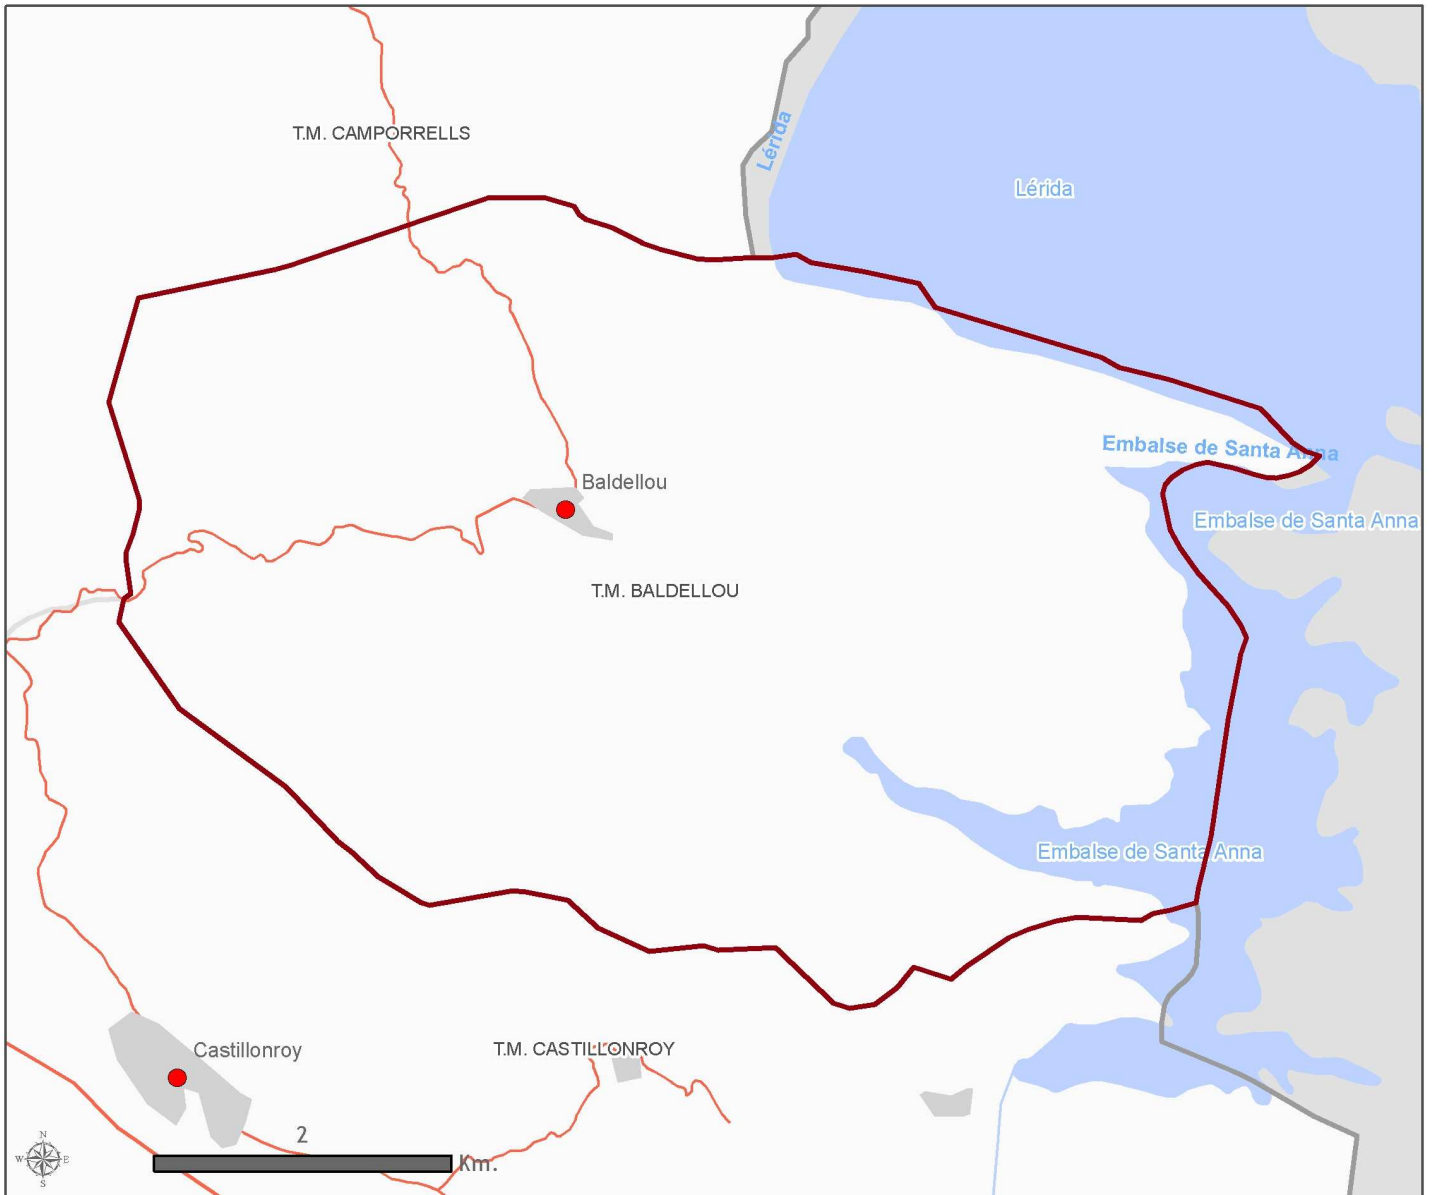 T.M. CAMPORRELLS
Lérida
Lérida
Embalse de Santa Anna
Baldellou
Embalse de Santa Anna
T.M. BALDELLOU
Embalse de Santa Anna
Castillonroy
T.M. CASTILLONROY
2
Km.
N
W
E
S